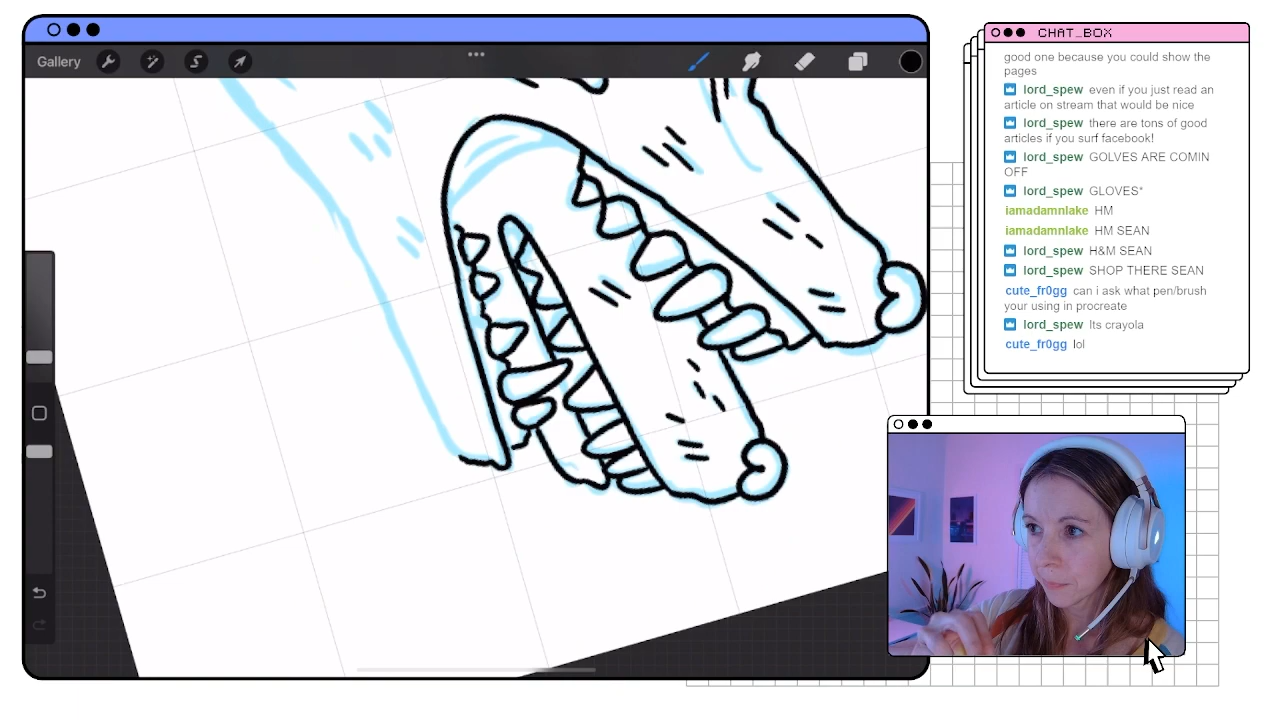 Gallery
CHAT_BOX
good one because you could show the
pages
lord_spew even if you just read an
article on stream that would be nice
lord_spew there are tons of good
articles if you surf facebook!
lord_spew GOLVES ARE COMIN
OFF
lord_spew GLOVES*
iamadamnlake HM
iamadamnlake HM SEAN
lord_spew H&M SEAN
lord_spew SHOP THERE SEAN
cute_fr0gg can i ask what pen/brush
your using in procreate
lord_spew Its crayola
cute_fr0gg lol